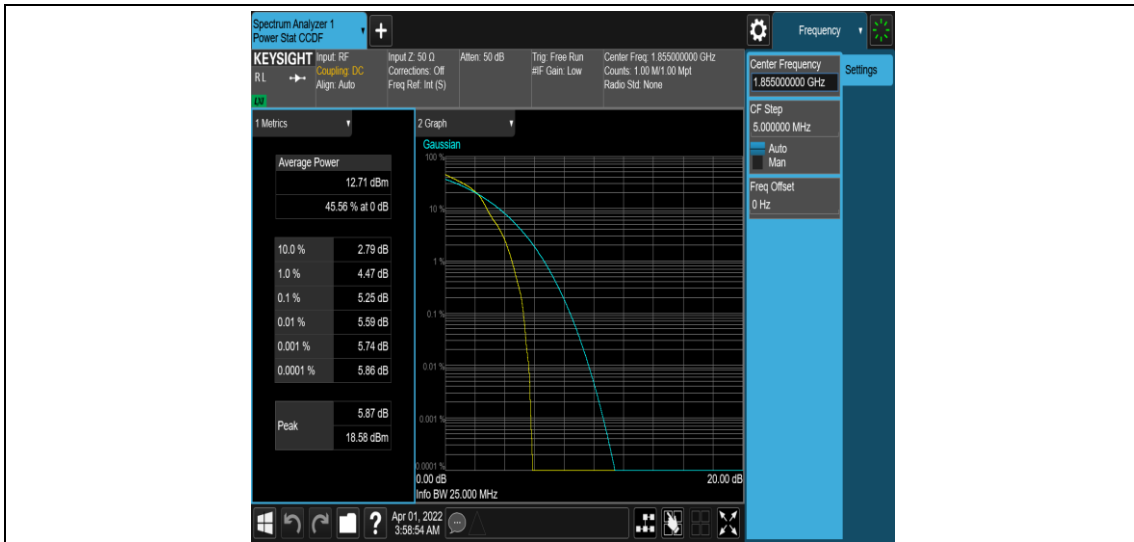 Spectrum Analyzer 1
Power Stat CCDF
+
Frequency
KEYSIGHT
RL
LXI
Input: RF
Coupling: DC
Align: Auto
Input Z: 50 Ω
Corrections: Off
Freq Ref: Int (S)
Atten: 50 dB
Trig: Free Run
#IF Gain: Low
Center Freq: 1.855000000 GHz
Counts: 1.00 M/1.00 Mpt
Radio Std: None
Center Frequency
1.855000000 GHz
Settings
CF Step
5.000000 MHz
Auto
Man
Freq Offset
0 Hz
1 Metrics
Average Power
12.71 dBm
45.56 % at 0 dB
10.0 % 2.79 dB
1.0 % 4.47 dB
0.1 % 5.25 dB
0.01 % 5.59 dB
0.001 % 5.74 dB
0.0001 % 5.86 dB
Peak
5.87 dB
18.58 dBm
2 Graph
Gaussian
100 %
10 %
1 %
0.1 %
0.01 %
0.001 %
0.0001 %
0.00 dB 20.00 dB
Info BW 25.000 MHz
?
Apr 01, 2022
3:58:54 AM